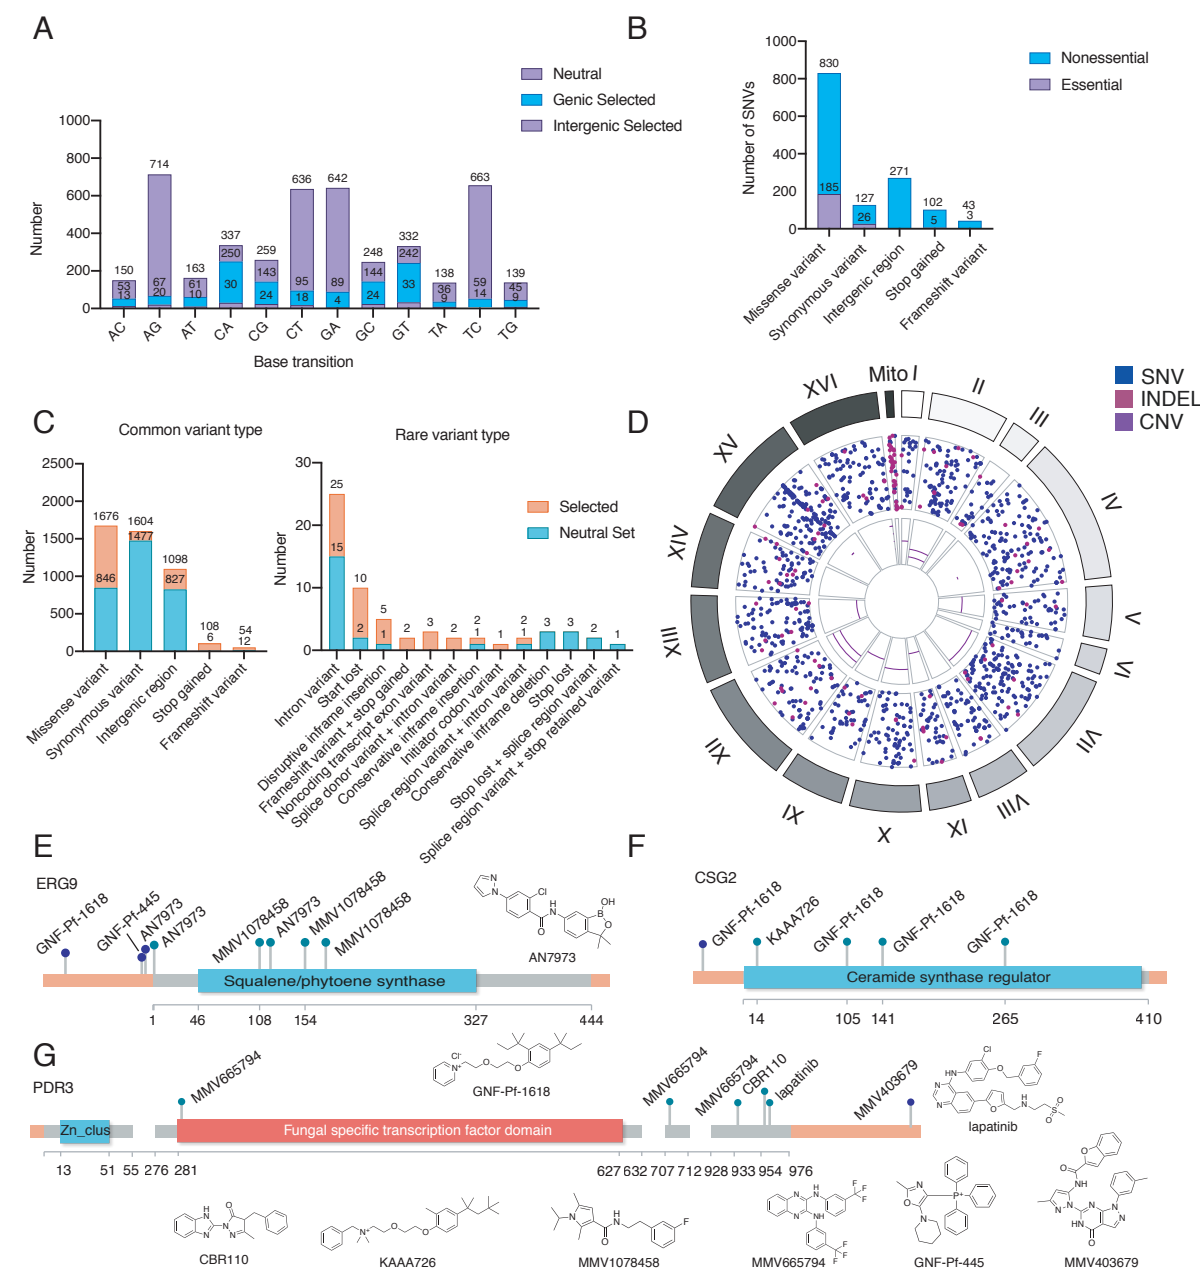 A
Neutral
Genic Selected
Intergenic Selected
Number
1000
800
600
400
200
0
150
53
13
714
67
20
163
61
10
337
250
30
259
143
24
636
95
18
642
89
4
248
144
24
332
242
33
138
36
9
663
59
14
139
45
9
AC
AG
AT
CA
CG
CT
GA
GC
GT
TA
TC
TG
Base transition
B
Nonessential
Essential
Number of SNVs
1000
800
600
400
200
0
830
185
127
26
271
102
5
43
3
Missense variant
Synonymous variant
Intergenic region
Stop gained
Frameshift variant
C
Common variant type
Number
2500
2000
1500
1000
500
0
1676
846
1604
1477
1098
827
108
6
54
12
Missense variant
Synonymous variant
Intergenic region
Stop gained
Frameshift variant
Rare variant type
Selected
Neutral Set
Number
30
20
10
0
25
15
10
2
5
1
2
3
2
2
1
1
2
1
3
3
2
1
Intron variant
Start lost
Disruptive inframe insertion
Frameshift variant + stop gained
Noncoding transcript exon variant
Splice donor variant + intron variant
Conservative inframe insertion
Initiator codon variant
Splice region variant + intron variant
Conservative inframe deletion
Stop lost
Stop lost + splice region variant
Splice region variant + stop retained variant
D
SNV
INDEL
CNV
Mito
I
II
III
IV
V
VI
VII
VIII
IX
X
XI
XII
XIII
XIV
XV
XVI
E
ERG9
GNF-Pf-1618
GNF-Pf-445
AN7973
AN7973
MMV1078458
AN7973
MMV1078458
MMV1078458
Squalene/phytoene synthase
1 46 108 154 327 444
N
N
Cl
O
NH
B
OH
O
AN7973
F
CSG2
GNF-Pf-1618
KAAA726
GNF-Pf-1618
GNF-Pf-1618
GNF-Pf-1618
Ceramide synthase regulator
14 105 141 265 410
G
PDR3
MMV665794
MMV665794
MMV665794
CBR110
lapatinib
MMV403679
Zn_clus
Fungal specific transcription factor domain
13 51 55 276 281 627 632 707 712 928 933 954 976
Cl-
N+
O
O
GNF-Pf-1618
Cl
F
HN
O
N
N
O
HN
O
S
O
lapatinib
HN
N
O
N
N
CBR110
N+
O
O
KAAA726
N
O
HN
F
MMV1078458
N
N
H
N
NH
F
F
F
F
F
F
MMV665794
N
O
N
P+
GNF-Pf-445
O
O
NH
N
N
N
N
NH
N
O
MMV403679